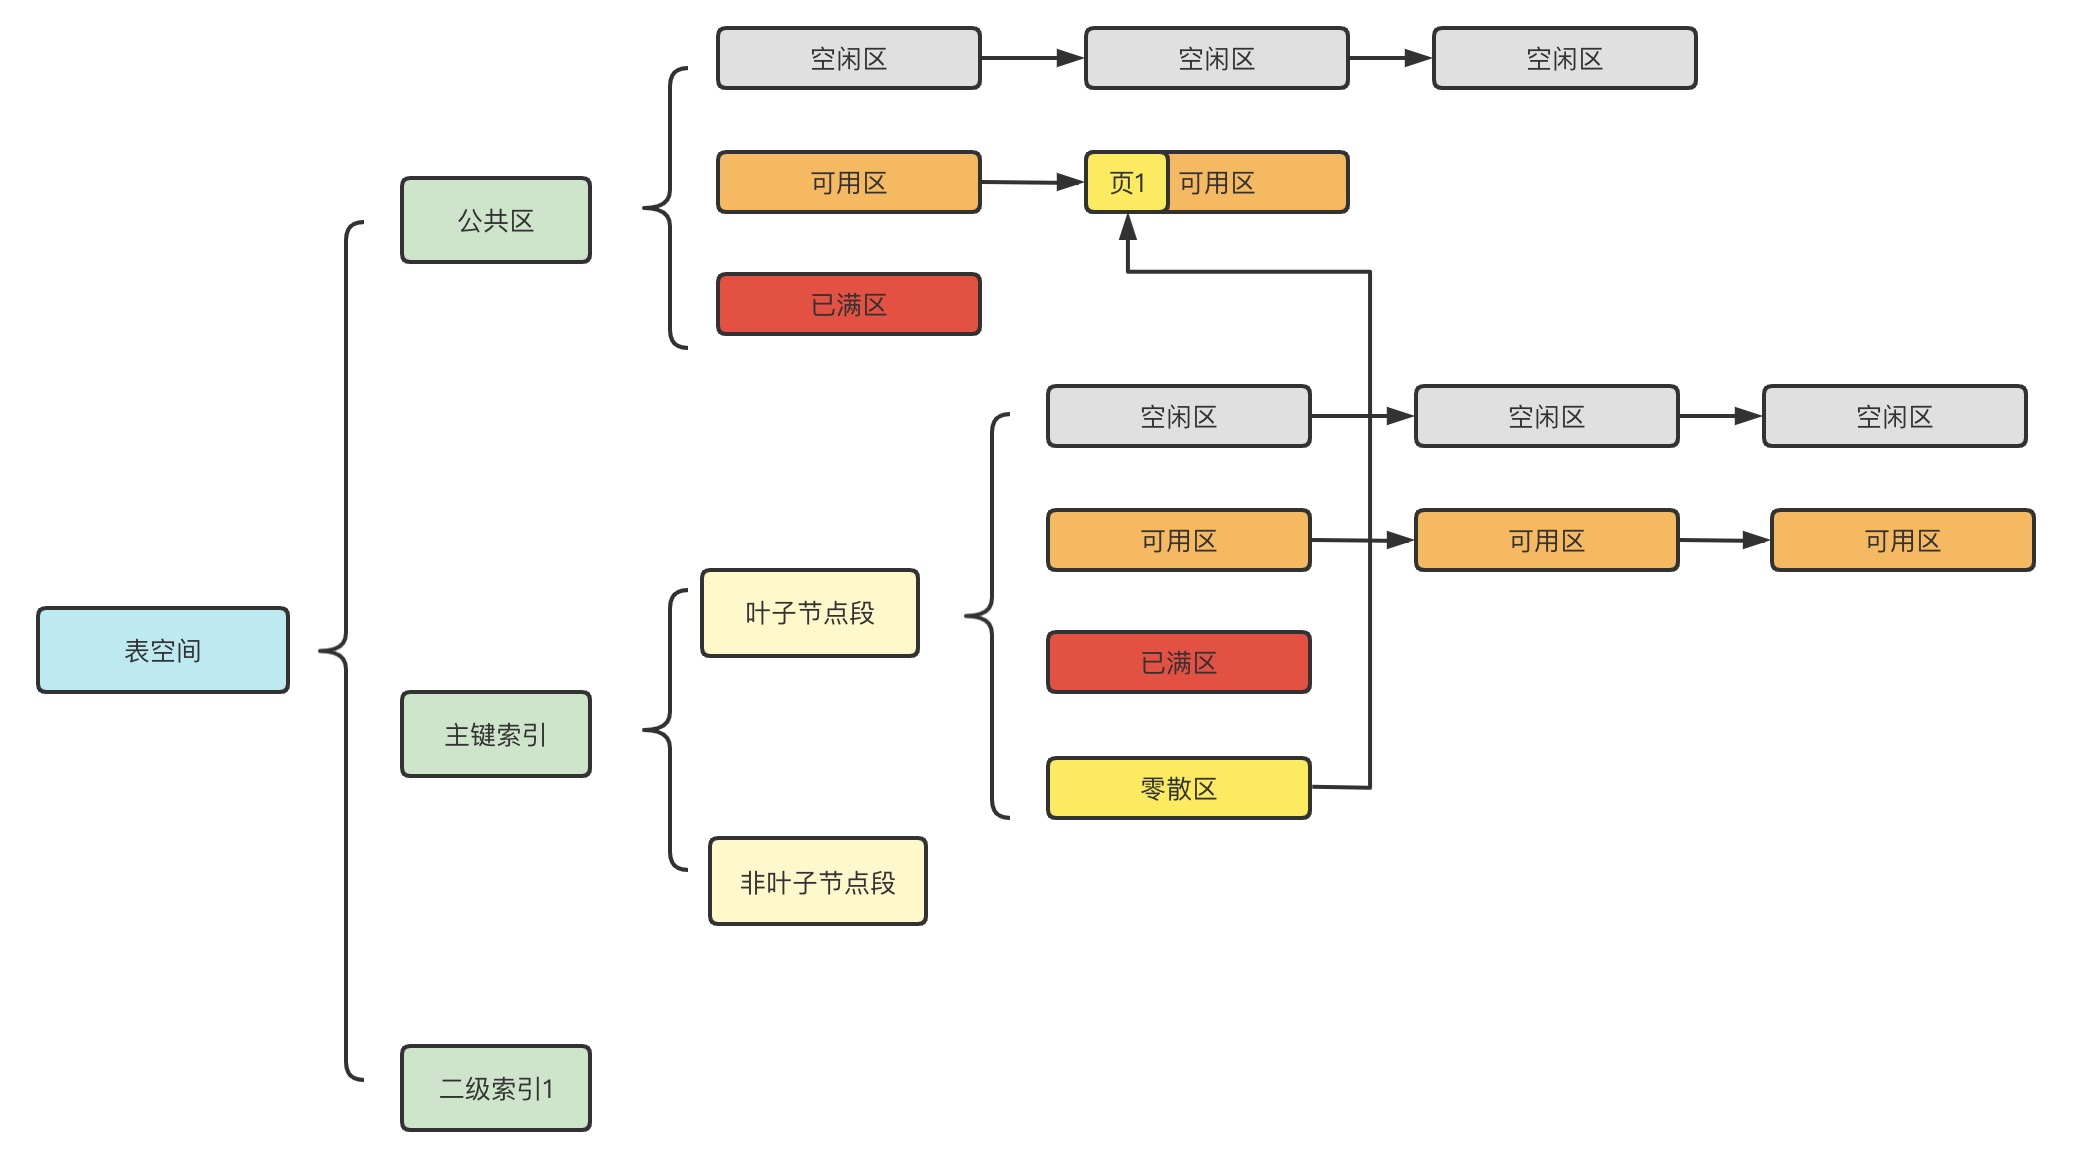 空闲区
空闲区
空闲区
可用区
页1
可用区
公共区
已满区
空闲区
空闲区
空闲区
可用区
可用区
可用区
叶子节点段
已满区
表空间
主键索引
零散区
非叶子节点段
二级索引1